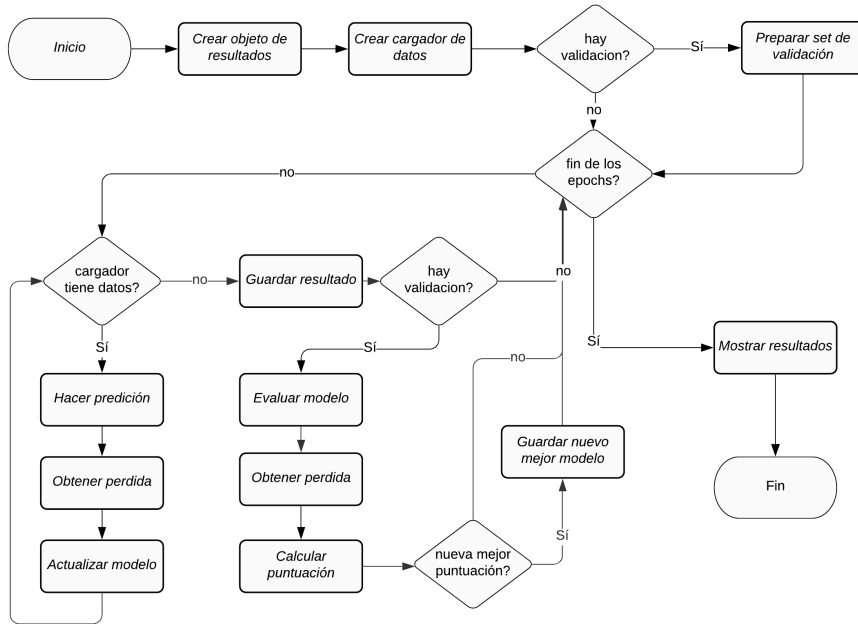 Inicio
Crear objeto de
resultados
Crear cargador de
datos
hay
validacion?
Sí
Preparar set de
validación
no
fin de los
epochs?
no
cargador
tiene datos?
no
Guardar resultado
hay
validacion?
no
Sí
Sí
Sí
Mostrar resultados
no
Hacer predición
Evaluar modelo
Guardar nuevo
mejor modelo
Obtener perdida
Obtener perdida
Fin
Sí
Actualizar modelo
Calcular
puntuación
nueva mejor
puntuación?